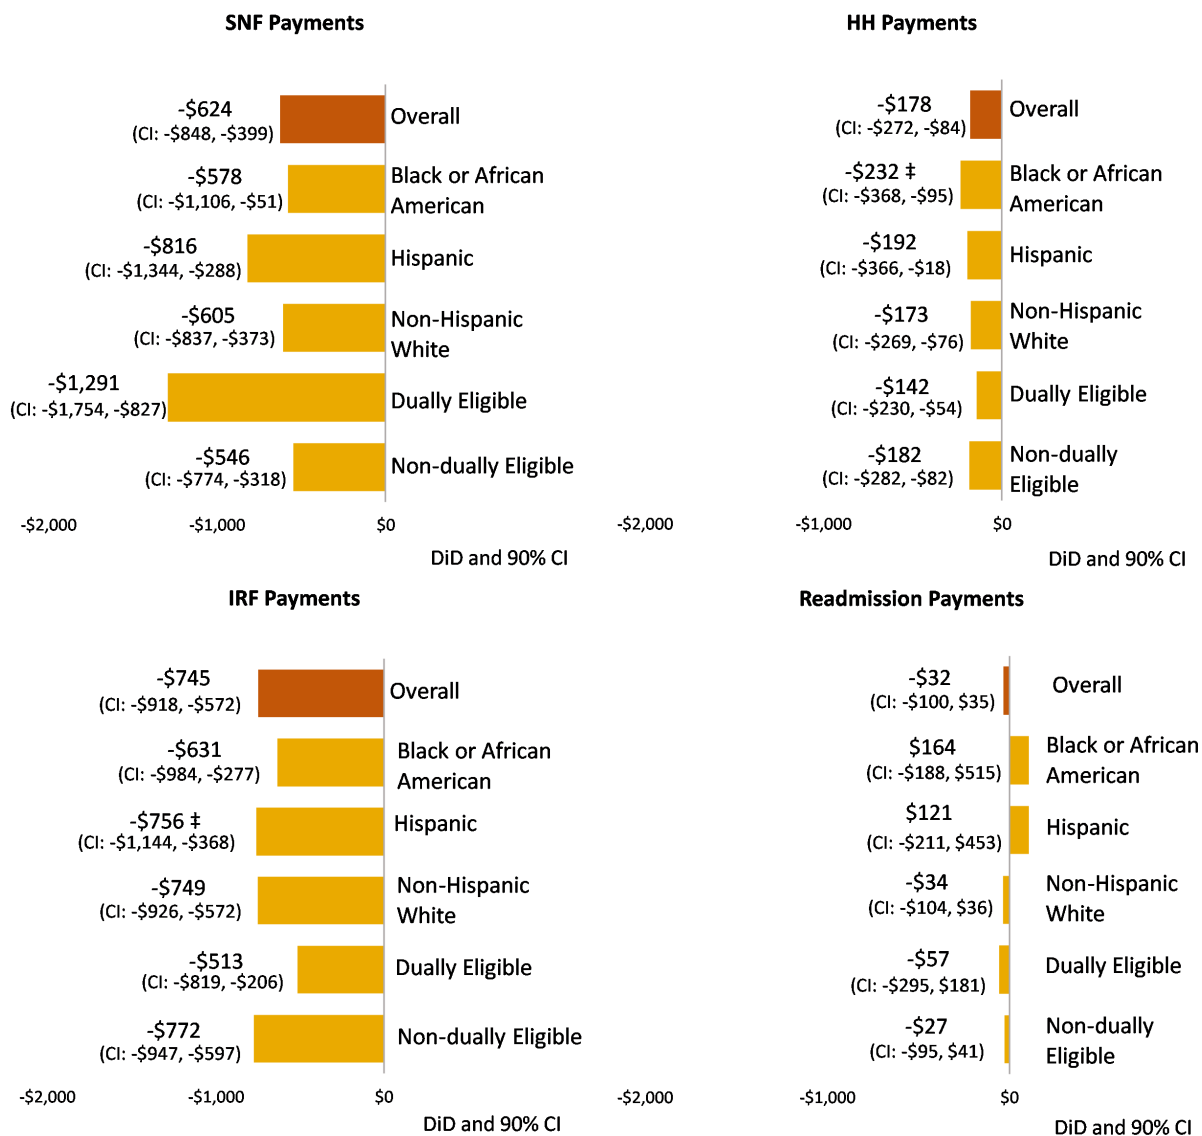 SNF Payments
-$624
(CI: -$848, -$399)
Overall
-$578
(CI: -$1,106, -$51)
Black or African
American
-$816
(CI: -$1,344, -$288)
Hispanic
-$605
(CI: -$837, -$373)
Non-Hispanic
White
-$1,291
(CI: -$1,754, -$827)
Dually Eligible
-$546
(CI: -$774, -$318)
Non-dually Eligible
-$2,000
-$1,000
$0
DiD and 90% CI
HH Payments
-$178
(CI: -$272, -$84)
Overall
-$232 ‡
(CI: -$368, -$95)
Black or African
American
-$192
(CI: -$366, -$18)
Hispanic
-$173
(CI: -$269, -$76)
Non-Hispanic
White
-$142
(CI: -$230, -$54)
Dually Eligible
-$182
(CI: -$282, -$82)
Non-dually
Eligible
-$2,000
-$1,000
$0
DiD and 90% CI
IRF Payments
-$745
(CI: -$918, -$572)
Overall
-$631
(CI: -$984, -$277)
Black or African
American
-$756 ‡
(CI: -$1,144, -$368)
Hispanic
-$749
(CI: -$926, -$572)
Non-Hispanic
White
-$513
(CI: -$819, -$206)
Dually Eligible
-$772
(CI: -$947, -$597)
Non-dually Eligible
-$2,000
-$1,000
$0
DiD and 90% CI
Readmission Payments
-$32
(CI: -$100, $35)
Overall
$164
(CI: -$188, $515)
Black or African
American
$121
(CI: -$211, $453)
Hispanic
-$34
(CI: -$104, $36)
Non-Hispanic
White
-$57
(CI: -$295, $181)
Dually Eligible
-$27
(CI: -$95, $41)
Non-dually
Eligible
-$2,000
-$1,000
$0
DiD and 90% CI